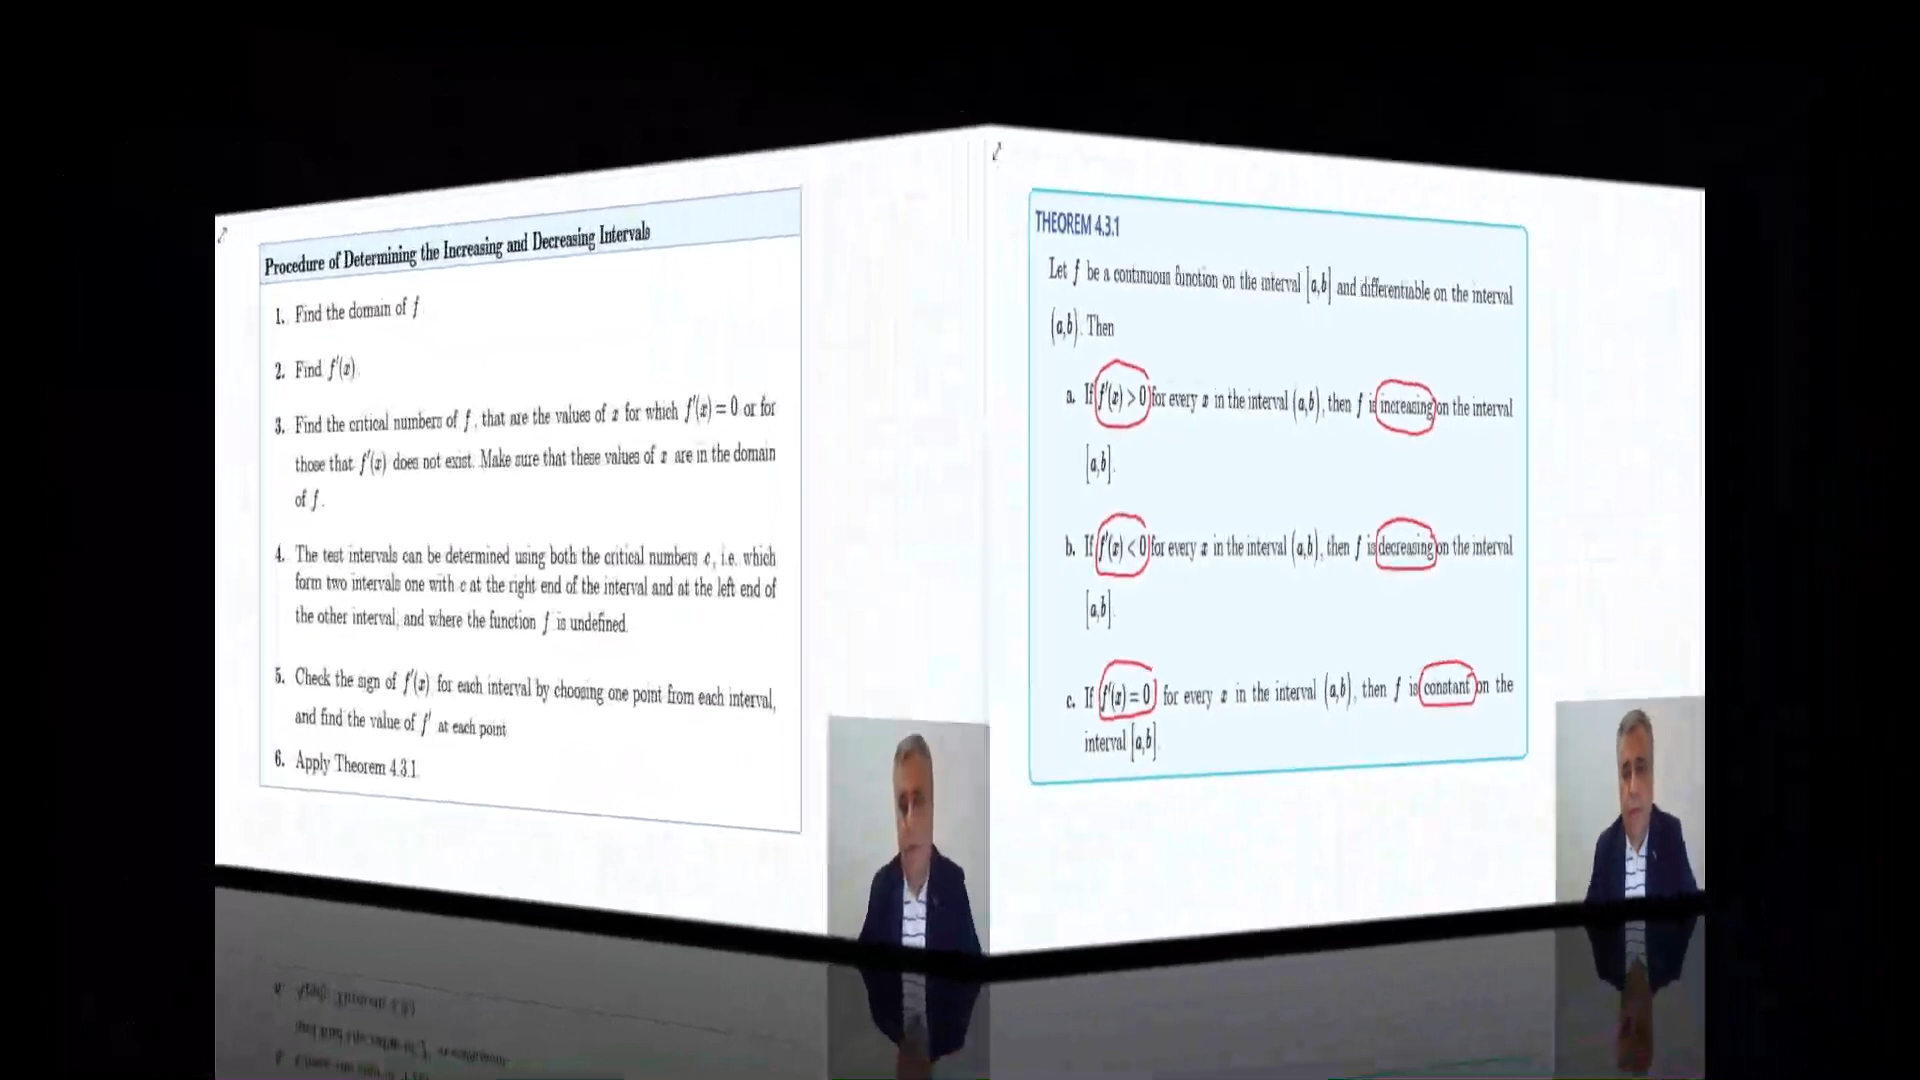 Procedure of Determining the Increasing and Decreasing Intervals
1. Find the domain of f
2. Find f′(x).
3. Find the critical numbers of f, that are the values of x for which f′(x) = 0 or for
those that f′(x) does not exist. Make sure that these values of x are in the domain
of f.
4. The test intervals can be determined using both the critical numbers c, i.e. which
form two intervals one with c at the right end of the interval and at the left end of
the other interval, and where the function f is undefined.
5. Check the sign of f′(x) for each interval by choosing one point from each interval,
and find the value of f′ at each point
6. Apply Theorem 4.3.1.
THEOREM 4.3.1
Let f be a continuous function on the interval [a,b] and differentiable on the interval
(a,b). Then
a. If f′(x) > 0 for every x in the interval (a,b), then f is increasing on the interval
[a,b].
b. If f′(x) < 0 for every x in the interval (a,b), then f is decreasing on the interval
[a,b].
c. If f′(x) = 0 for every x in the interval (a,b), then f is constant on the
interval [a,b].